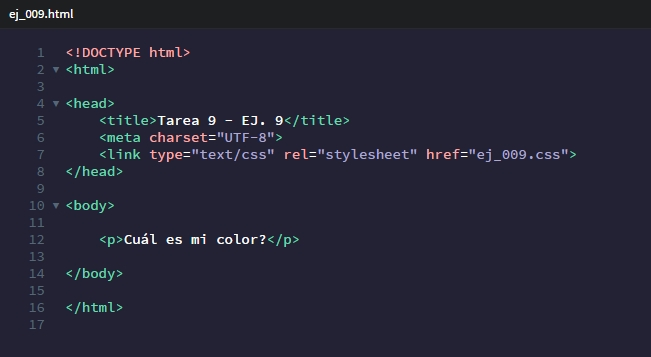 ej_009.html
1 <!DOCTYPE html>
2 <html>
3
4 <head>
5     <title>Tarea 9 - EJ. 9</title>
6     <meta charset="UTF-8">
7     <link type="text/css" rel="stylesheet" href="ej_009.css">
8 </head>
9
10 <body>
11
12     <p>Cuál es mi color?</p>
13
14 </body>
15
16 </html>
17